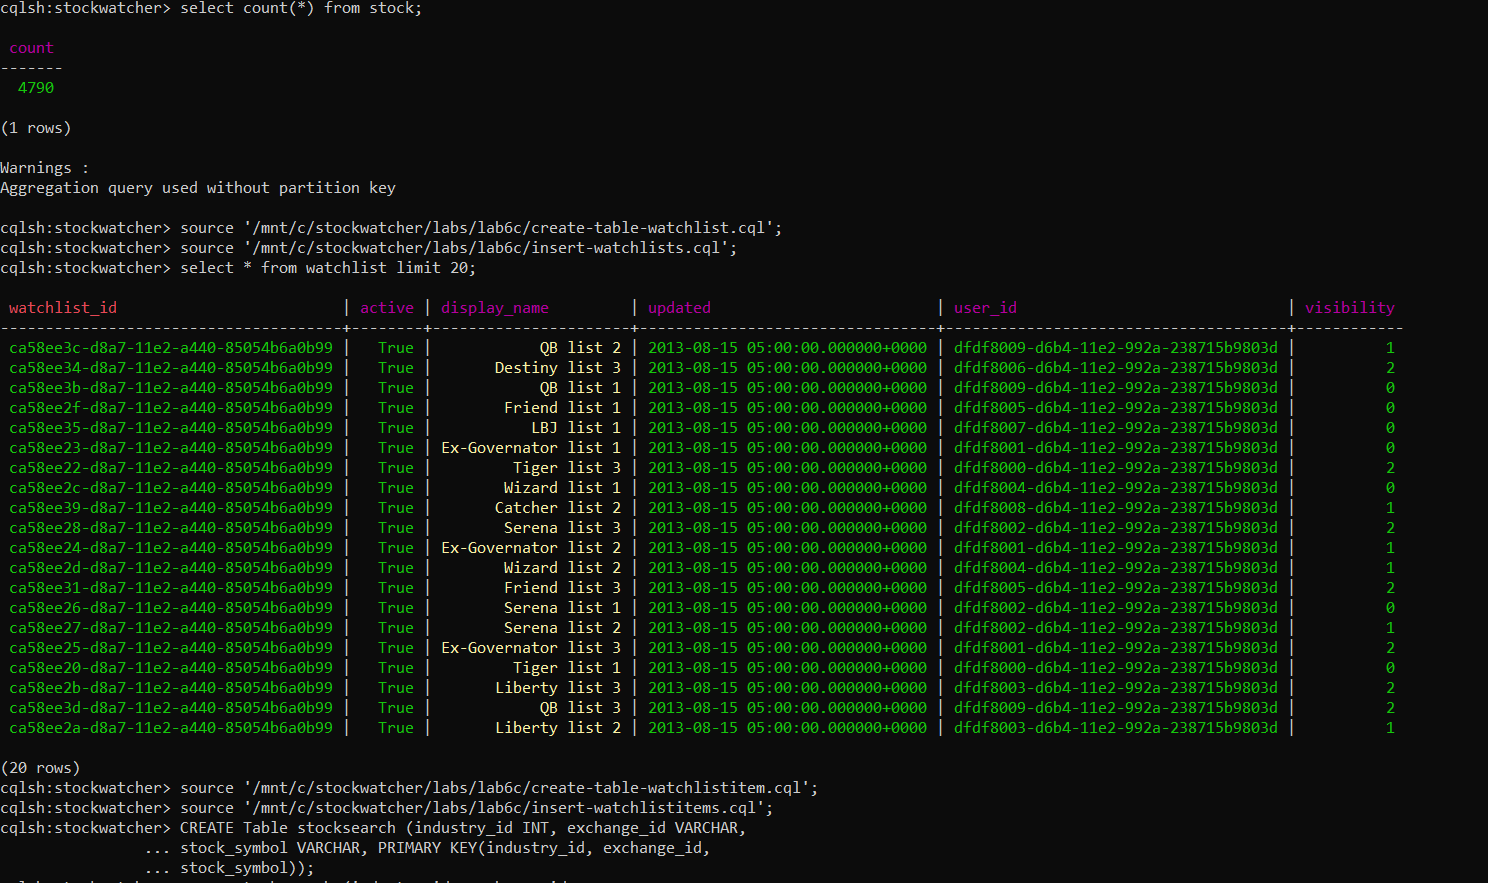 cqlsh:stockwatcher> select count(*) from stock;
count
-------
4790
(1 rows)
Warnings :
Aggregation query used without partition key
cqlsh:stockwatcher> source '/mnt/c/stockwatcher/labs/lab6c/create-table-watchlist.cql';
cqlsh:stockwatcher> source '/mnt/c/stockwatcher/labs/lab6c/insert-watchlists.cql';
cqlsh:stockwatcher> select * from watchlist limit 20;
watchlist_id | active | display_name | updated | user_id | visibility
--------------------------------------+--------+----------------------+---------------------------------+--------------------------------------+------------
ca58ee3c-d8a7-11e2-a440-85054b6a0b99 | True | QB list 2 | 2013-08-15 05:00:00.000000+0000 | dfdf8009-d6b4-11e2-992a-238715b9803d | 1
ca58ee34-d8a7-11e2-a440-85054b6a0b99 | True | Destiny list 3 | 2013-08-15 05:00:00.000000+0000 | dfdf8006-d6b4-11e2-992a-238715b9803d | 2
ca58ee3b-d8a7-11e2-a440-85054b6a0b99 | True | QB list 1 | 2013-08-15 05:00:00.000000+0000 | dfdf8009-d6b4-11e2-992a-238715b9803d | 0
ca58ee2f-d8a7-11e2-a440-85054b6a0b99 | True | Friend list 1 | 2013-08-15 05:00:00.000000+0000 | dfdf8005-d6b4-11e2-992a-238715b9803d | 0
ca58ee35-d8a7-11e2-a440-85054b6a0b99 | True | LBJ list 1 | 2013-08-15 05:00:00.000000+0000 | dfdf8007-d6b4-11e2-992a-238715b9803d | 0
ca58ee23-d8a7-11e2-a440-85054b6a0b99 | True | Ex-Governator list 1 | 2013-08-15 05:00:00.000000+0000 | dfdf8001-d6b4-11e2-992a-238715b9803d | 0
ca58ee22-d8a7-11e2-a440-85054b6a0b99 | True | Tiger list 3 | 2013-08-15 05:00:00.000000+0000 | dfdf8000-d6b4-11e2-992a-238715b9803d | 2
ca58ee2c-d8a7-11e2-a440-85054b6a0b99 | True | Wizard list 1 | 2013-08-15 05:00:00.000000+0000 | dfdf8004-d6b4-11e2-992a-238715b9803d | 0
ca58ee39-d8a7-11e2-a440-85054b6a0b99 | True | Catcher list 2 | 2013-08-15 05:00:00.000000+0000 | dfdf8008-d6b4-11e2-992a-238715b9803d | 1
ca58ee28-d8a7-11e2-a440-85054b6a0b99 | True | Serena list 3 | 2013-08-15 05:00:00.000000+0000 | dfdf8002-d6b4-11e2-992a-238715b9803d | 2
ca58ee24-d8a7-11e2-a440-85054b6a0b99 | True | Ex-Governator list 2 | 2013-08-15 05:00:00.000000+0000 | dfdf8001-d6b4-11e2-992a-238715b9803d | 1
ca58ee2d-d8a7-11e2-a440-85054b6a0b99 | True | Wizard list 2 | 2013-08-15 05:00:00.000000+0000 | dfdf8004-d6b4-11e2-992a-238715b9803d | 1
ca58ee31-d8a7-11e2-a440-85054b6a0b99 | True | Friend list 3 | 2013-08-15 05:00:00.000000+0000 | dfdf8005-d6b4-11e2-992a-238715b9803d | 2
ca58ee26-d8a7-11e2-a440-85054b6a0b99 | True | Serena list 1 | 2013-08-15 05:00:00.000000+0000 | dfdf8002-d6b4-11e2-992a-238715b9803d | 0
ca58ee27-d8a7-11e2-a440-85054b6a0b99 | True | Serena list 2 | 2013-08-15 05:00:00.000000+0000 | dfdf8002-d6b4-11e2-992a-238715b9803d | 1
ca58ee25-d8a7-11e2-a440-85054b6a0b99 | True | Ex-Governator list 3 | 2013-08-15 05:00:00.000000+0000 | dfdf8001-d6b4-11e2-992a-238715b9803d | 2
ca58ee20-d8a7-11e2-a440-85054b6a0b99 | True | Tiger list 1 | 2013-08-15 05:00:00.000000+0000 | dfdf8000-d6b4-11e2-992a-238715b9803d | 0
ca58ee2b-d8a7-11e2-a440-85054b6a0b99 | True | Liberty list 3 | 2013-08-15 05:00:00.000000+0000 | dfdf8003-d6b4-11e2-992a-238715b9803d | 2
ca58ee3d-d8a7-11e2-a440-85054b6a0b99 | True | QB list 3 | 2013-08-15 05:00:00.000000+0000 | dfdf8009-d6b4-11e2-992a-238715b9803d | 2
ca58ee2a-d8a7-11e2-a440-85054b6a0b99 | True | Liberty list 2 | 2013-08-15 05:00:00.000000+0000 | dfdf8003-d6b4-11e2-992a-238715b9803d | 1
(20 rows)
cqlsh:stockwatcher> source '/mnt/c/stockwatcher/labs/lab6c/create-table-watchlistitem.cql';
cqlsh:stockwatcher> source '/mnt/c/stockwatcher/labs/lab6c/insert-watchlistitems.cql';
cqlsh:stockwatcher> CREATE Table stocksearch (industry_id INT, exchange_id VARCHAR,
... stock_symbol VARCHAR, PRIMARY KEY(industry_id, exchange_id,
... stock_symbol));